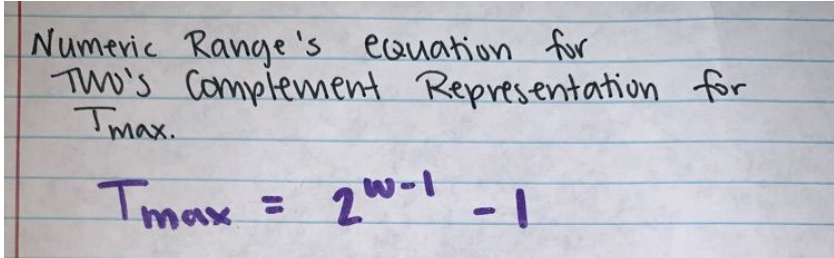 Numeric Range's equation for
Two's Complement Representation for
Tmax.
Tmax = 2^w-1 - 1